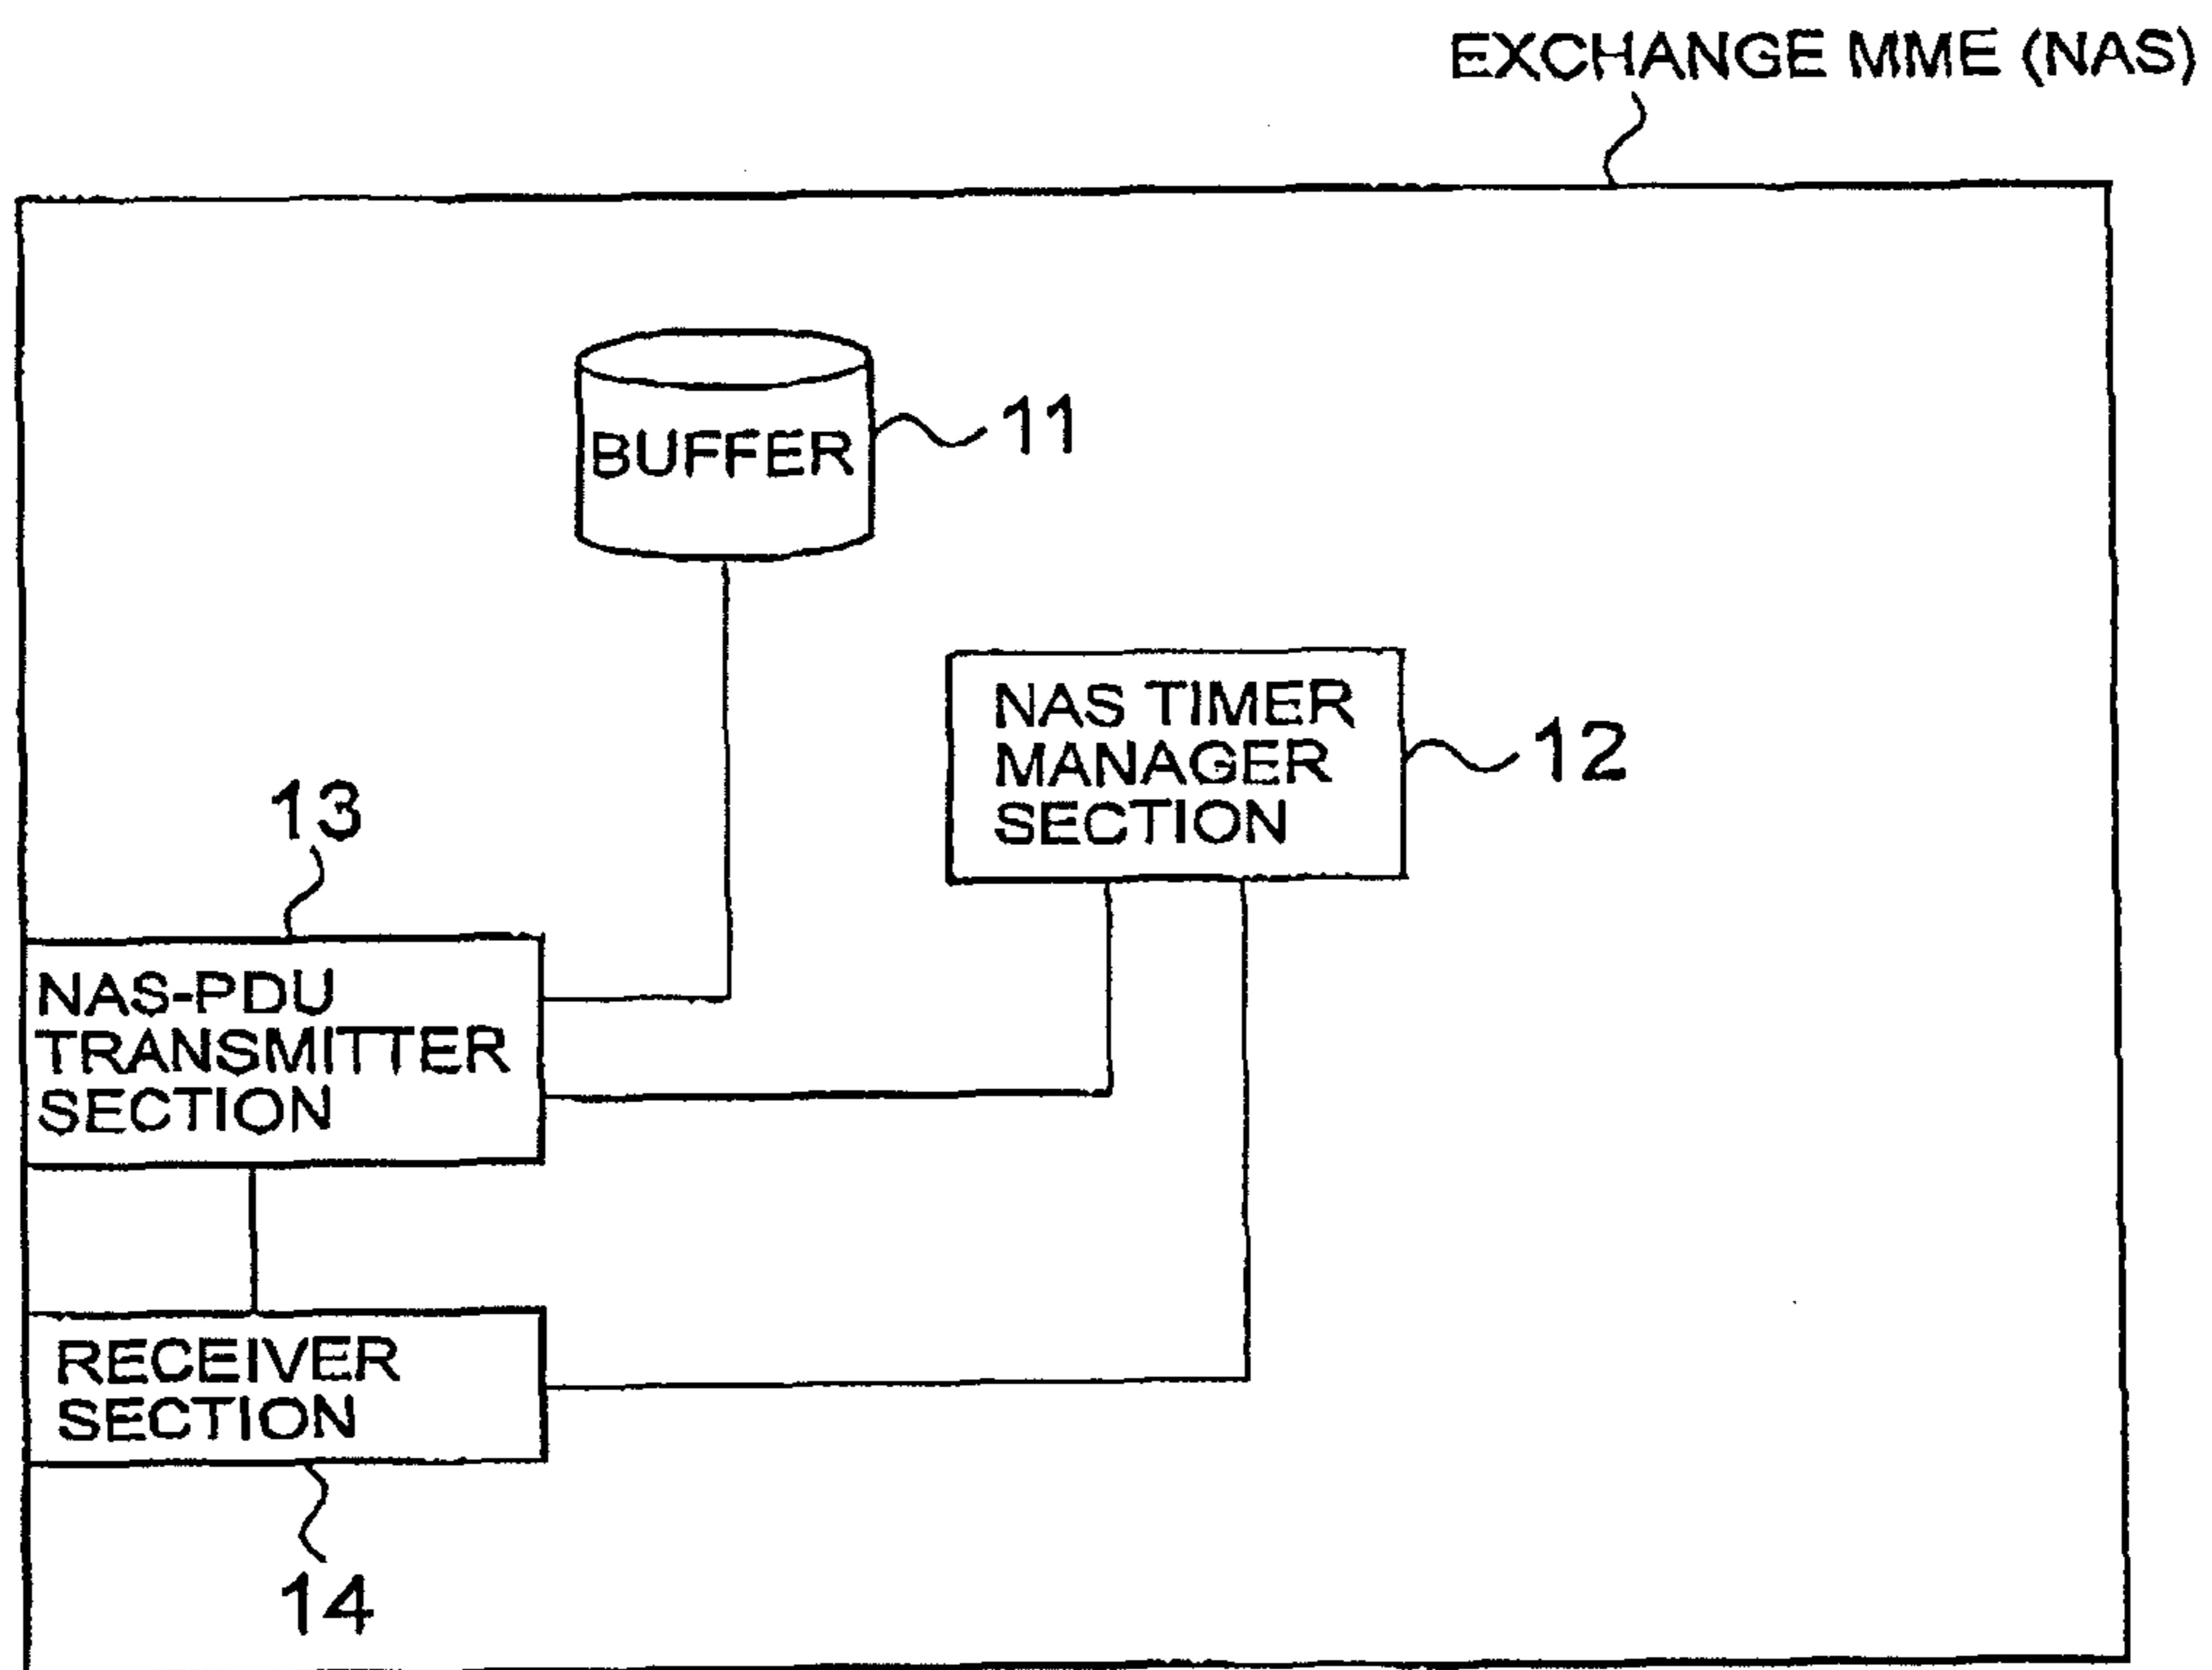 EXCHANGE MME (NAS)
BUFFER
11
NAS TIMER
MANAGER
SECTION
12
13
NAS-PDU
TRANSMITTER
SECTION
RECEIVER
SECTION
14